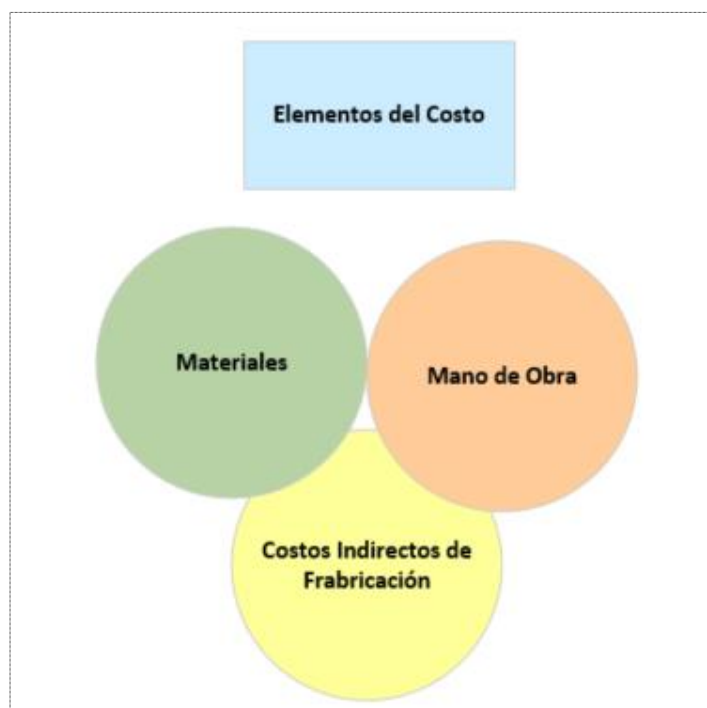 Elementos del Costo
Materiales
Mano de Obra
Costos Indirectos de
Frabricación